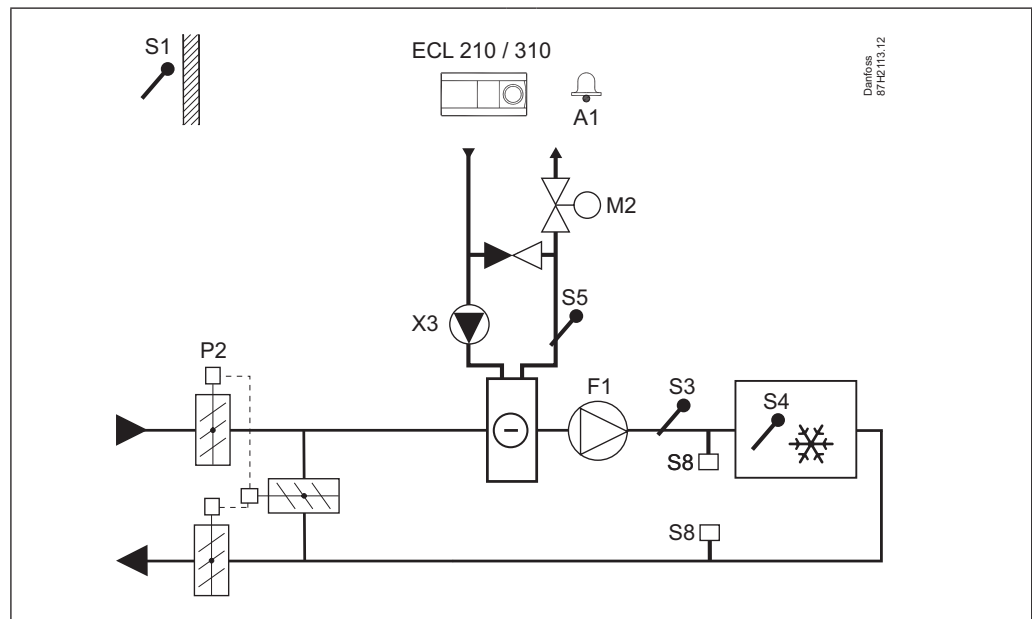 S1
ECL 210 / 310
A1
Danfoss
87H2113.12
M2
S5
X3
P2
F1
S3
S4
S8
S8